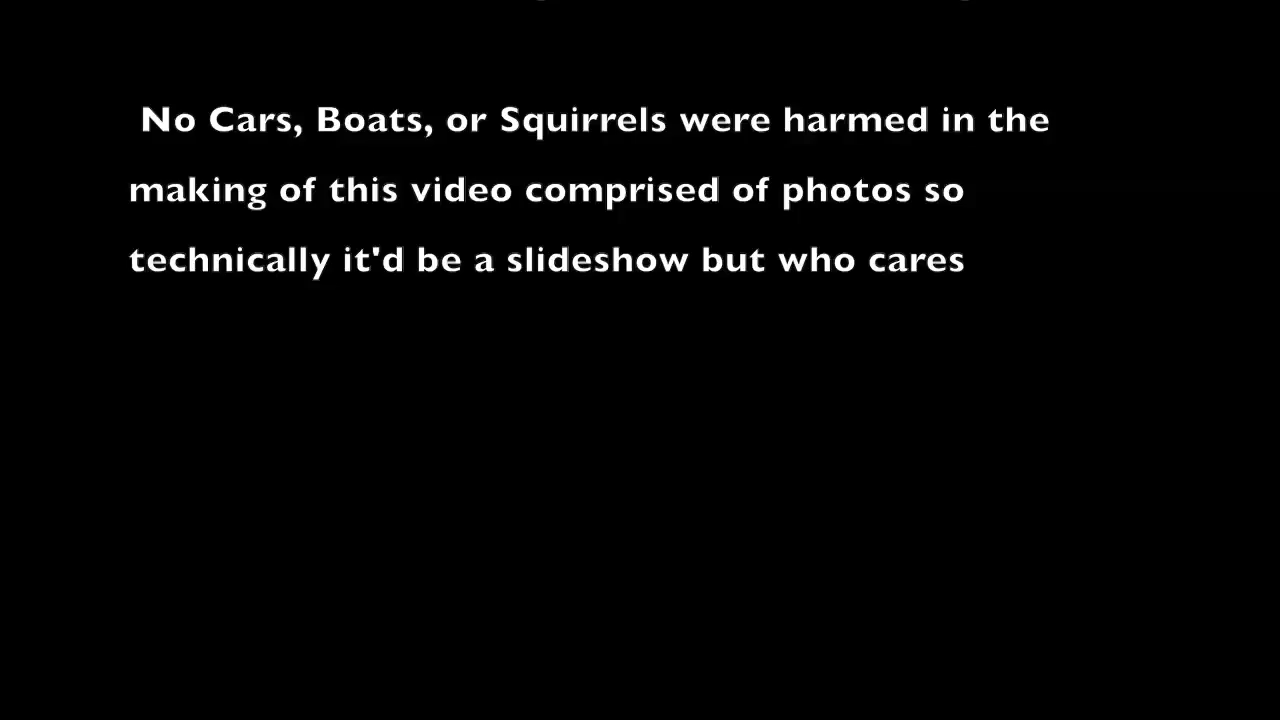 No Cars, Boats, or Squirrels were harmed in the
making of this video comprised of photos so
technically it'd be a slideshow but who cares